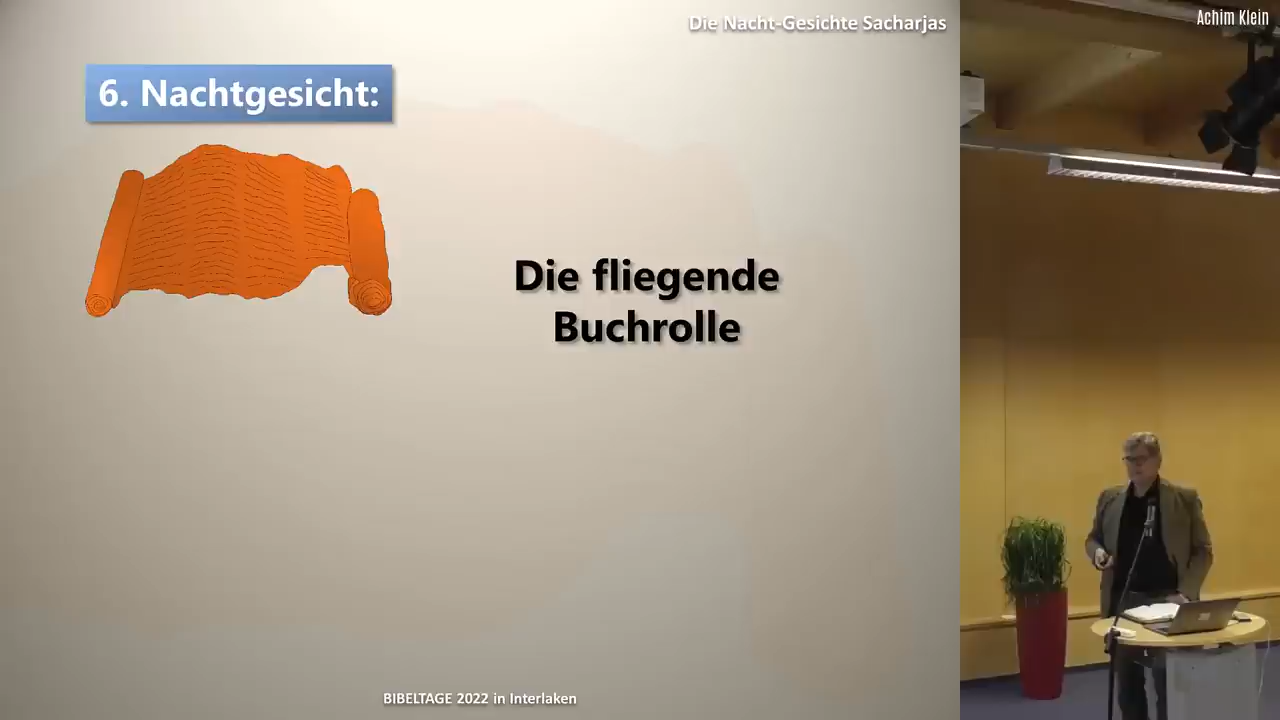 Die Nacht-Gesichte Sacharjas
Achim Klein
6. Nachtgesicht:
Die fliegende
Buchrolle
BIBELTAGE 2022 in Interlaken